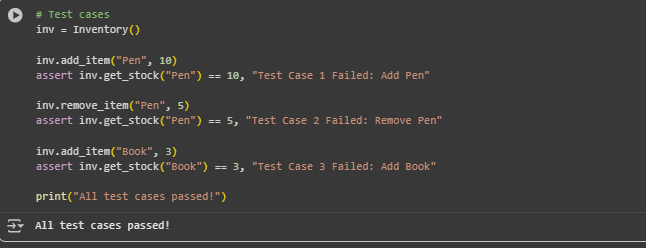 # Test cases
inv = Inventory()
inv.add_item("Pen", 10)
assert inv.get_stock("Pen") == 10, "Test Case 1 Failed: Add Pen"
inv.remove_item("Pen", 5)
assert inv.get_stock("Pen") == 5, "Test Case 2 Failed: Remove Pen"
inv.add_item("Book", 3)
assert inv.get_stock("Book") == 3, "Test Case 3 Failed: Add Book"
print("All test cases passed!")
All test cases passed!